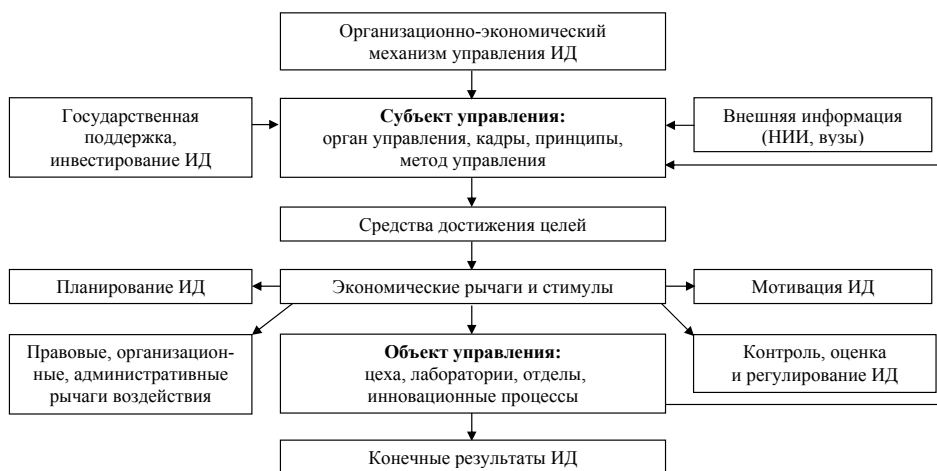 Организационно-экономический
механизм управления ИД
Государственная
поддержка,
инвестирование ИД
Субъект управления:
орган управления, кадры, принципы,
метод управления
Внешняя информация
(НИИ, вузы)
Средства достижения целей
Планирование ИД
Экономические рычаги и стимулы
Мотивация ИД
Правовые, организацион-
ные, административные
рычаги воздействия
Объект управления:
цеха, лаборатории, отделы,
инновационные процессы
Контроль, оценка
и регулирование ИД
Конечные результаты ИД